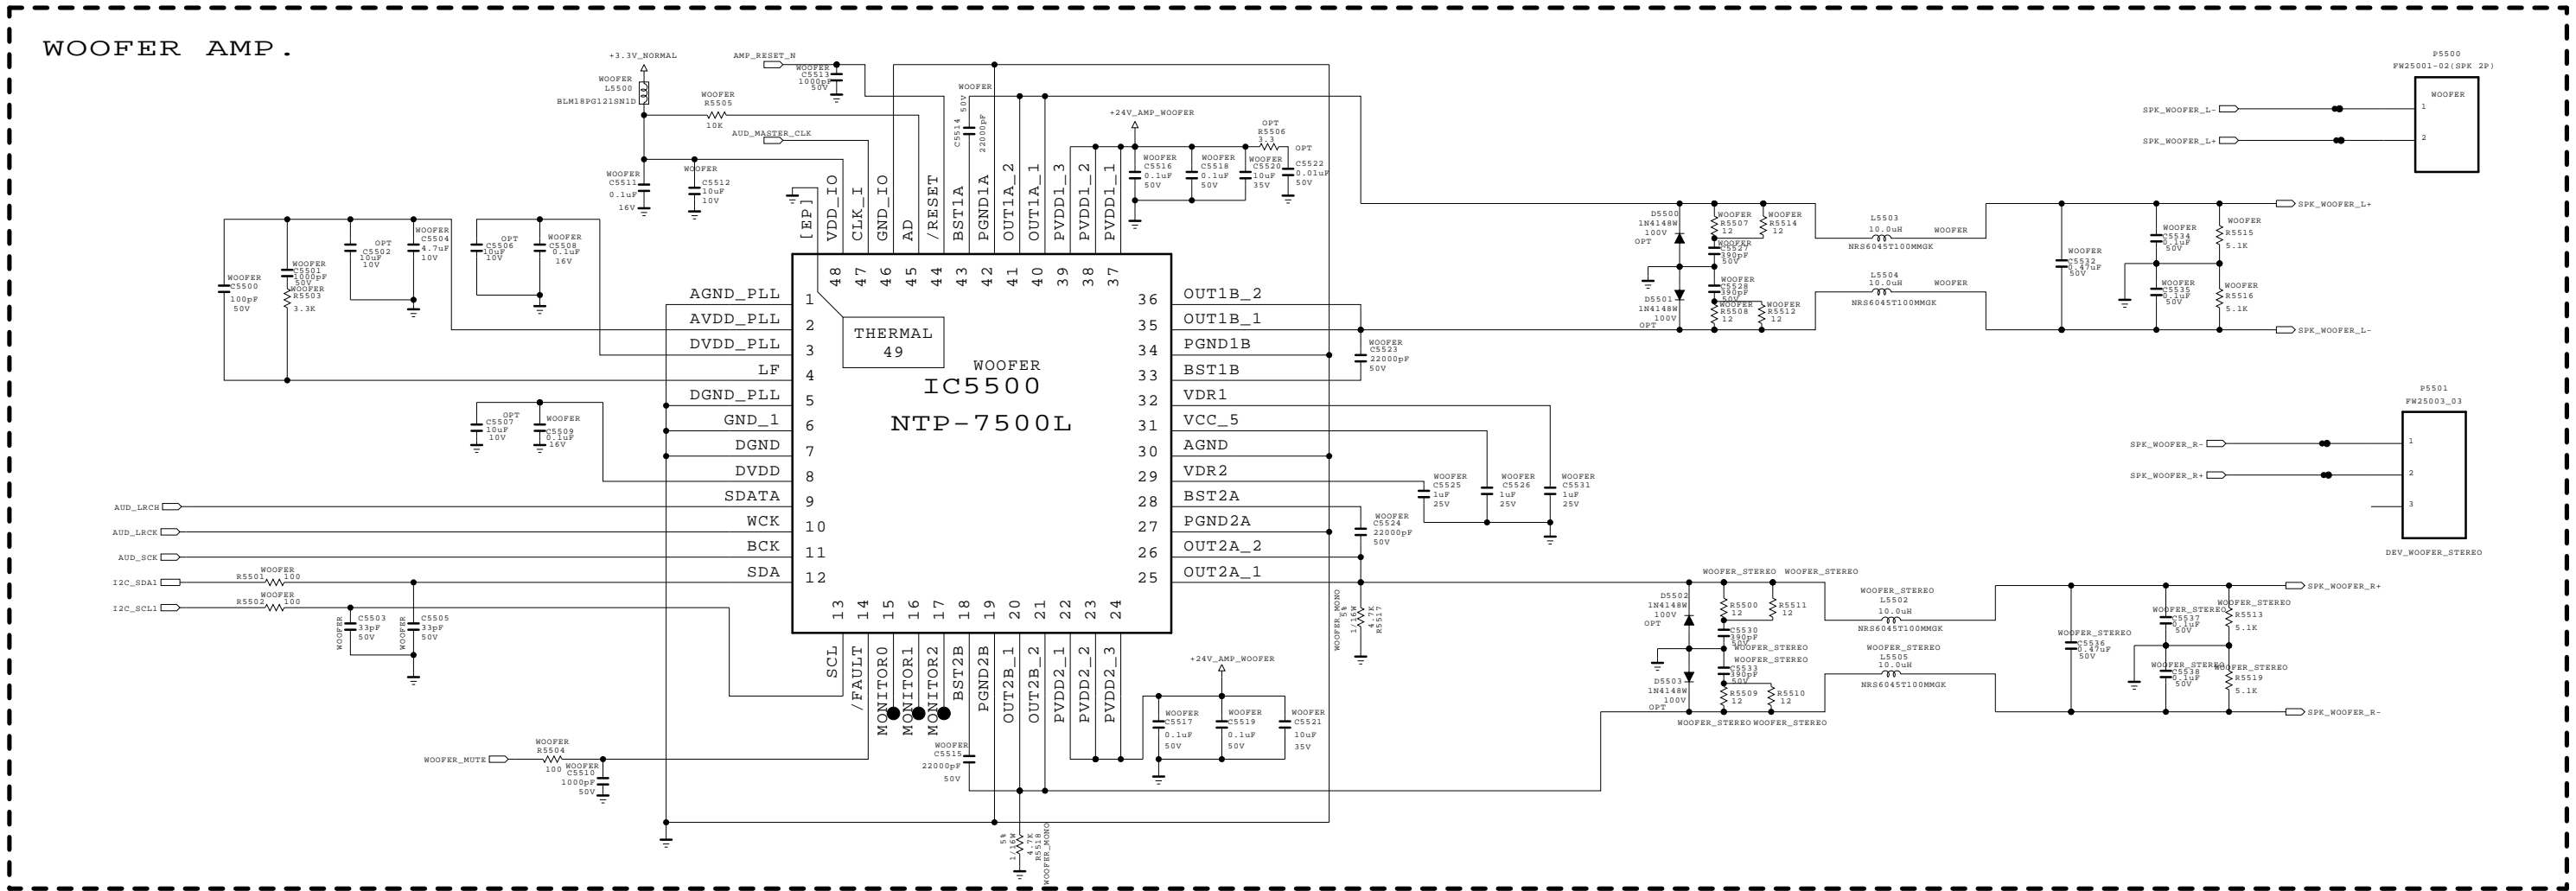 WOOFER AMP.
+3.3V_NORMAL
WOOFER
L5500
BLM18PG121SN1D
WOOFER
R5505
10K
AMP_RESET_N
WOOFER
C5513
1000pF
50V
AUD_MASTER_CLK
WOOFER
C5511
0.1uF
16V
WOOFER
C5512
10uF
10V
WOOFER
50V
C5514
22000pF
+24V_AMP_WOOFER
WOOFER
C5516
0.1uF
50V
WOOFER
C5518
0.1uF
50V
WOOFER
C5520
10uF
35V
OPT
R5506
3.3
OPT
C5522
0.01uF
50V
P5500
FW25001-02(SPK 2P)
WOOFER
1
2
SPK_WOOFER_L-
SPK_WOOFER_L+
WOOFER
C5500
100pF
50V
WOOFER
C5501
1000pF
50V
WOOFER
R5503
3.3K
OPT
C5502
10uF
10V
WOOFER
C5504
4.7uF
10V
OPT
C5506
10uF
10V
WOOFER
C5508
0.1uF
16V
[EP]
VDD_IO
CLK_I
GND_IO
AD
/RESET
BST1A
PGND1A
OUT1A_2
OUT1A_1
PVDD1_3
PVDD1_2
PVDD1_1
48
47
46
45
44
43
42
41
40
39
38
37
AGND_PLL 1
AVDD_PLL 2
DVDD_PLL 3
LF 4
DGND_PLL 5
GND_1 6
DGND 7
DVDD 8
SDATA 9
WCK 10
BCK 11
SDA 12
THERMAL
49
WOOFER
IC5500
NTP-7500L
36 OUT1B_2
35 OUT1B_1
34 PGND1B
33 BST1B
32 VDR1
31 VCC_5
30 AGND
29 VDR2
28 BST2A
27 PGND2A
26 OUT2A_2
25 OUT2A_1
13
14
15
16
17
18
19
20
21
22
23
24
SCL
/FAULT
MONITOR0
MONITOR1
MONITOR2
BST2B
PGND2B
OUT2B_1
OUT2B_2
PVDD2_1
PVDD2_2
PVDD2_3
OPT
C5507
10uF
10V
WOOFER
C5509
0.1uF
16V
AUD_LRCH
AUD_LRCK
AUD_SCK
I2C_SDA1
WOOFER
R5501 100
I2C_SCL1
WOOFER
R5502 100
WOOFER
C5503
33pF
50V
WOOFER
C5505
33pF
50V
WOOFER_MUTE
WOOFER
R5504
100
WOOFER
C5510
1000pF
50V
WOOFER
C5515
22000pF
50V
5%
1/16W
4.7K
R5518
WOOFER_MONO
+24V_AMP_WOOFER
WOOFER
C5517
0.1uF
50V
WOOFER
C5519
0.1uF
50V
WOOFER
C5521
10uF
35V
WOOFER
C5523
22000pF
50V
WOOFER
C5524
22000pF
50V
WOOFER
C5525
1uF
25V
WOOFER
C5526
1uF
25V
WOOFER
C5531
1uF
25V
WOOFER_MONO
5%
1/16W
4.7K
R5517
D5500
1N4148W
100V
OPT
WOOFER
R5507
12
WOOFER
R5514
12
WOOFER
C5527
390pF
50V
WOOFER
C5528
390pF
50V
D5501
1N4148W
100V
OPT
WOOFER
R5508
12
WOOFER
R5512
12
L5503
10.0uH
WOOFER
NRS6045T100MMGK
L5504
10.0uH
WOOFER
NRS6045T100MMGK
WOOFER
C5532
0.47uF
50V
WOOFER
C5534
0.1uF
50V
WOOFER
R5515
5.1K
WOOFER
C5535
0.1uF
50V
WOOFER
R5516
5.1K
SPK_WOOFER_L+
SPK_WOOFER_L-
P5501
FW25003_03
1
2
3
SPK_WOOFER_R-
SPK_WOOFER_R+
DEV_WOOFER_STEREO
WOOFER_STEREO WOOFER_STEREO
D5502
1N4148W
100V
OPT
R5500
12
R5511
12
C5530
390pF
50V
WOOFER_STEREO
WOOFER_STEREO
C5533
390pF
50V
D5503
1N4148W
100V
OPT
R5509
12
R5510
12
WOOFER_STEREO WOOFER_STEREO
WOOFER_STEREO
L5502
10.0uH
NRS6045T100MMGK
WOOFER_STEREO
L5505
10.0uH
NRS6045T100MMGK
WOOFER_STEREO
C5536
0.47uF
50V
WOOFER_STEREO
C5537
0.1uF
50V
WOOFER_STEREO
R5513
5.1K
WOOFER_STEREO
C5538
0.1uF
50V
WOOFER_STEREO
R5519
5.1K
SPK_WOOFER_R+
SPK_WOOFER_R-